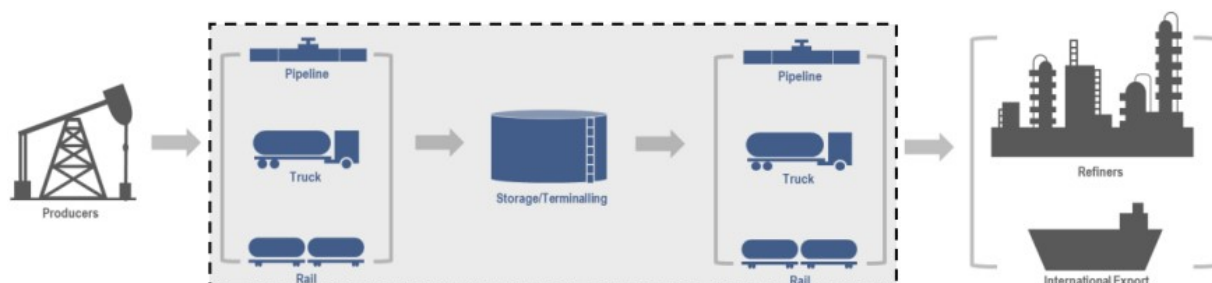 Producers
Pipeline
Truck
Rail
Storage/Terminalling
Pipeline
Truck
Rail
Refiners
International Export